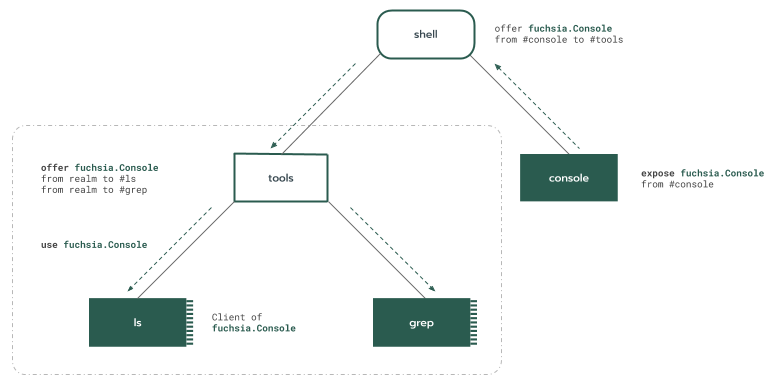 shell
offer fuchsia.Console
from #console to #tools
offer fuchsia.Console
from realm to #ls
from realm to #grep
tools
console
expose fuchsia.Console
from #console
use fuchsia.Console
ls
Client of
fuchsia.Console
grep